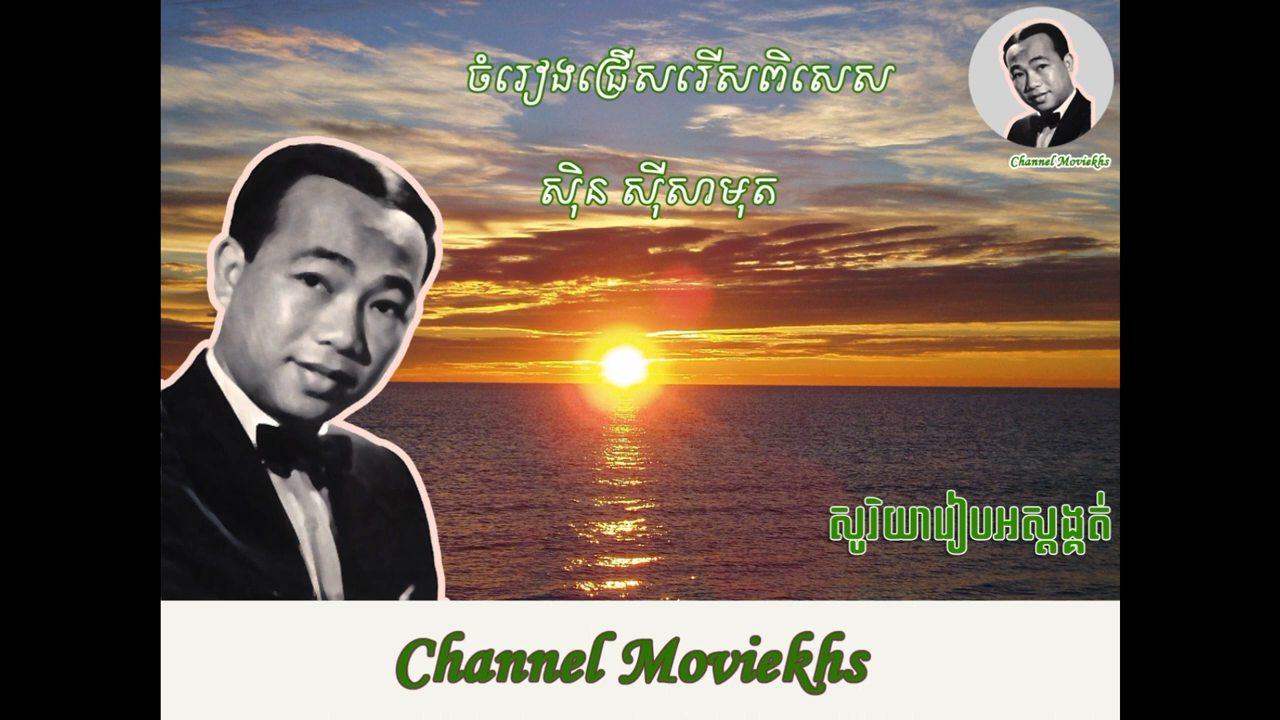 ចំរៀងជ្រើសរើសពិសេស
Channel Moviekhs
ស៊ិន ស៊ីសាមុត
សូរិយារៀបអស្តង្គត់
Channel Moviekhs